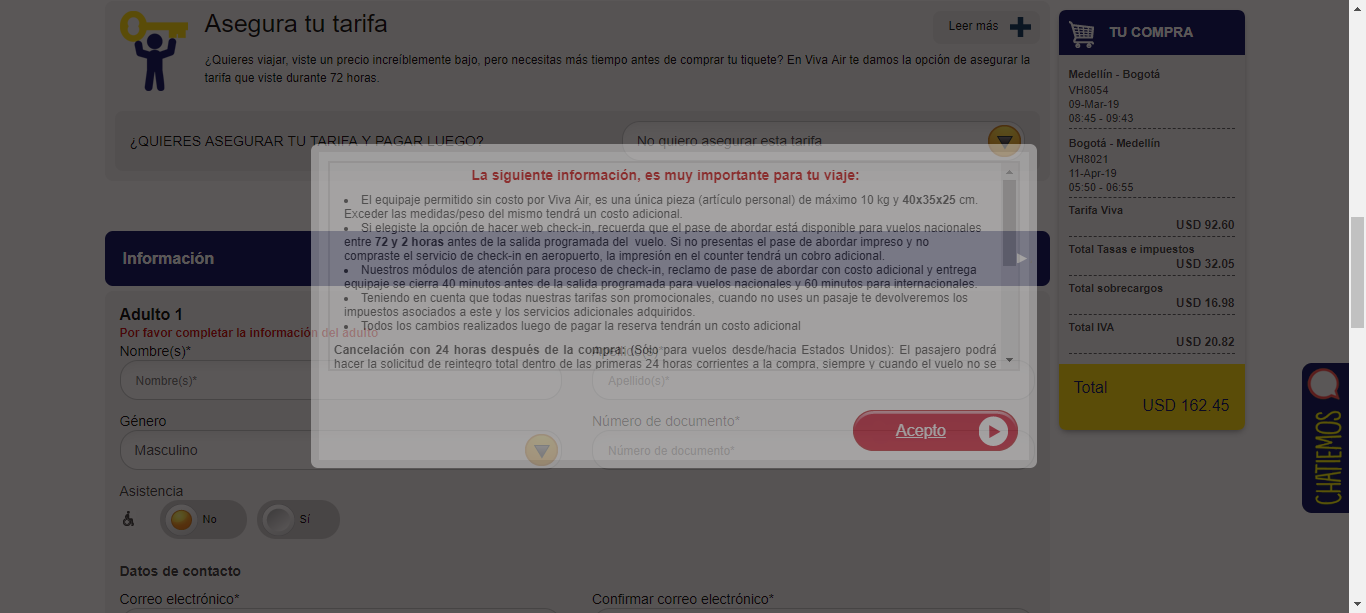 Asegura tu tarifa
Leer más
¿Quieres viajar, viste un precio increíblemente bajo, pero necesitas más tiempo antes de comprar tu tiquete? En Viva Air te damos la opción de asegurar la
tarifa que viste durante 72 horas.
¿QUIERES ASEGURAR TU TARIFA Y PAGAR LUEGO?
No quiero asegurar esta tarifa
La siguiente información, es muy importante para tu viaje:
• El equipaje permitido sin costo por Viva Air, es una única pieza (artículo personal) de máximo 10 kg y 40x35x25 cm.
Exceder las medidas/peso del mismo tendrá un costo adicional.
• Si elegiste la opción de hacer web check-in, recuerda que el pase de abordar está disponible para vuelos nacionales
entre 72 y 2 horas antes de la salida programada del vuelo. Si no presentas el pase de abordar impreso y no
compraste el servicio de check-in en aeropuerto, la impresión en el counter tendrá un cobro adicional.
• Nuestros módulos de atención para proceso de check-in, reclamo de pase de abordar con costo adicional y entrega
equipaje se cierra 40 minutos antes de la salida programada para vuelos nacionales y 60 minutos para internacionales.
• Teniendo en cuenta que todas nuestras tarifas son promocionales, cuando no uses un pasaje te devolveremos los
impuestos asociados a este y los servicios adicionales adquiridos.
• Todos los cambios realizados luego de pagar la reserva tendrán un costo adicional
Cancelación con 24 horas después de la compra: (Sólo para vuelos desde/hacia Estados Unidos): El pasajero podrá
hacer la solicitud de reintegro total dentro de las primeras 24 horas corrientes a la compra, siempre y cuando el vuelo no se
Acepto
Información
Adulto 1
Por favor completar la información del adulto
Nombre(s)*
Apellido(s)*
Nombre(s)*
Apellido(s)*
Género
Número de documento*
Masculino
Número de documento*
Asistencia
No
Sí
Datos de contacto
Correo electrónico*
Confirmar correo electrónico*
TU COMPRA
Medellín - Bogotá
VH8054
09-Mar-19
08:45 - 09:43
Bogotá - Medellín
VH8021
11-Apr-19
05:50 - 06:55
Tarifa Viva
USD 92.60
Total Tasas e impuestos
USD 32.05
Total sobrecargos
USD 16.98
Total IVA
USD 20.82
Total
USD 162.45
CHATIEMOS